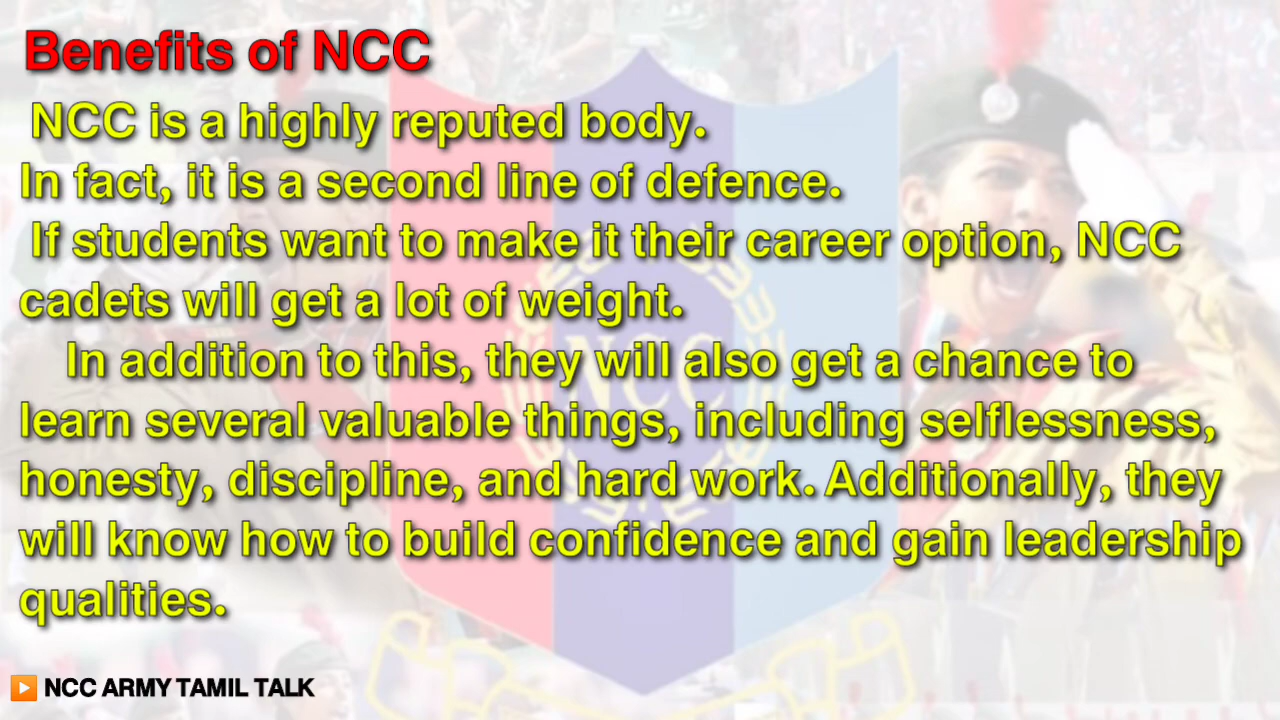 Benefits of NCC
NCC is a highly reputed body.
In fact, it is a second line of defence.
If students want to make it their career option, NCC
cadets will get a lot of weight.
In addition to this, they will also get a chance to
learn several valuable things, including selflessness,
honesty, discipline, and hard work. Additionally, they
will know how to build confidence and gain leadership
qualities.
NCC
NCC ARMY TAMIL TALK